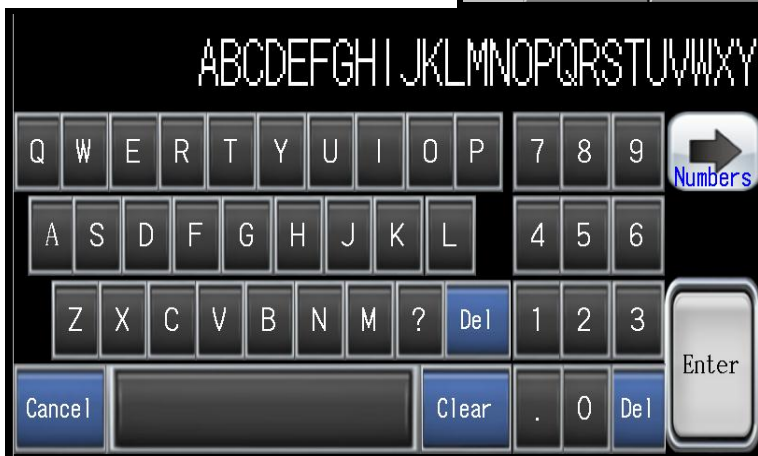 ABCDEFGHIJKLMNOPQRSTUVWXY
Q W E R T Y U I O P 7 8 9 Numbers
A S D F G H J K L 4 5 6
Z X C V B N M ? Del 1 2 3 Enter
Cancel Clear . 0 Del